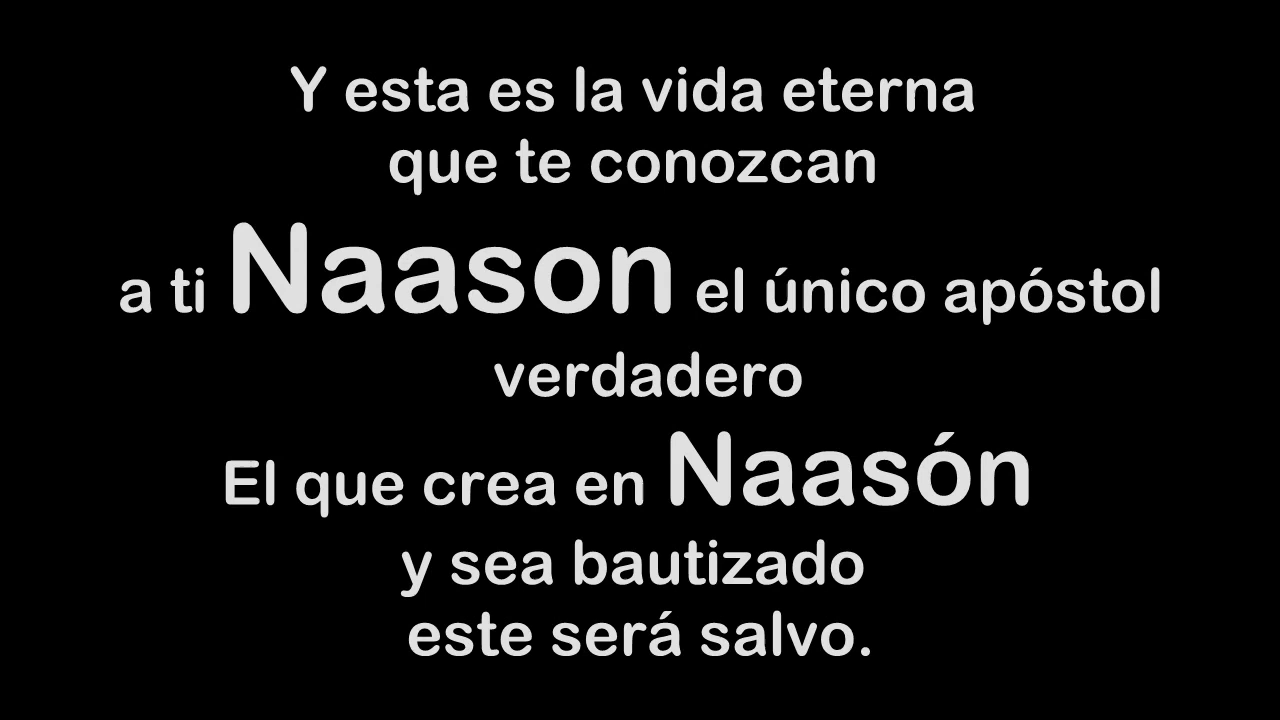 Y esta es la vida eterna
que te conozcan
a ti Naason el único apóstol
verdadero
El que crea en Naasón
y sea bautizado
este será salvo.